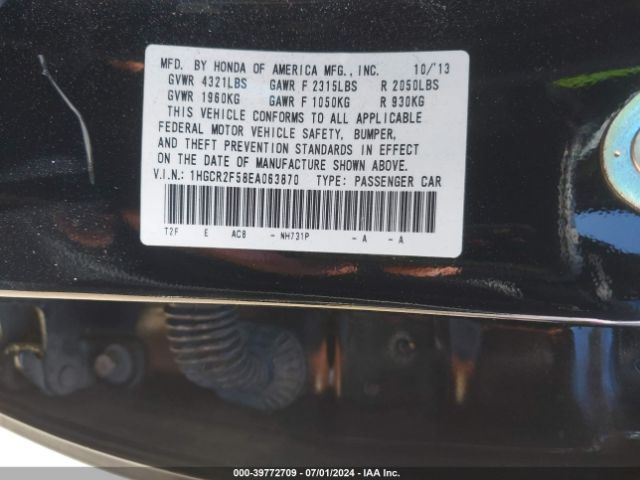 MFD. BY HONDA OF AMERICA MFG., INC. 10/'13
GVWR 4321LBS GAWR F 2315LBS R 2050LBS
GVWR 1960KG GAWR F 1050KG R 930KG
THIS VEHICLE CONFORMS TO ALL APPLICABLE
FEDERAL MOTOR VEHICLE SAFETY, BUMPER,
AND THEFT PREVENTION STANDARDS IN EFFECT
ON THE DATE OF MANUFACTURE SHOWN ABOVE.
V.I.N.: 1HGCR2F58EA063870 TYPE: PASSENGER CAR
T2F E AC8 - NH731P - A - A
000-39772709 - 07/01/2024 - IAA Inc.